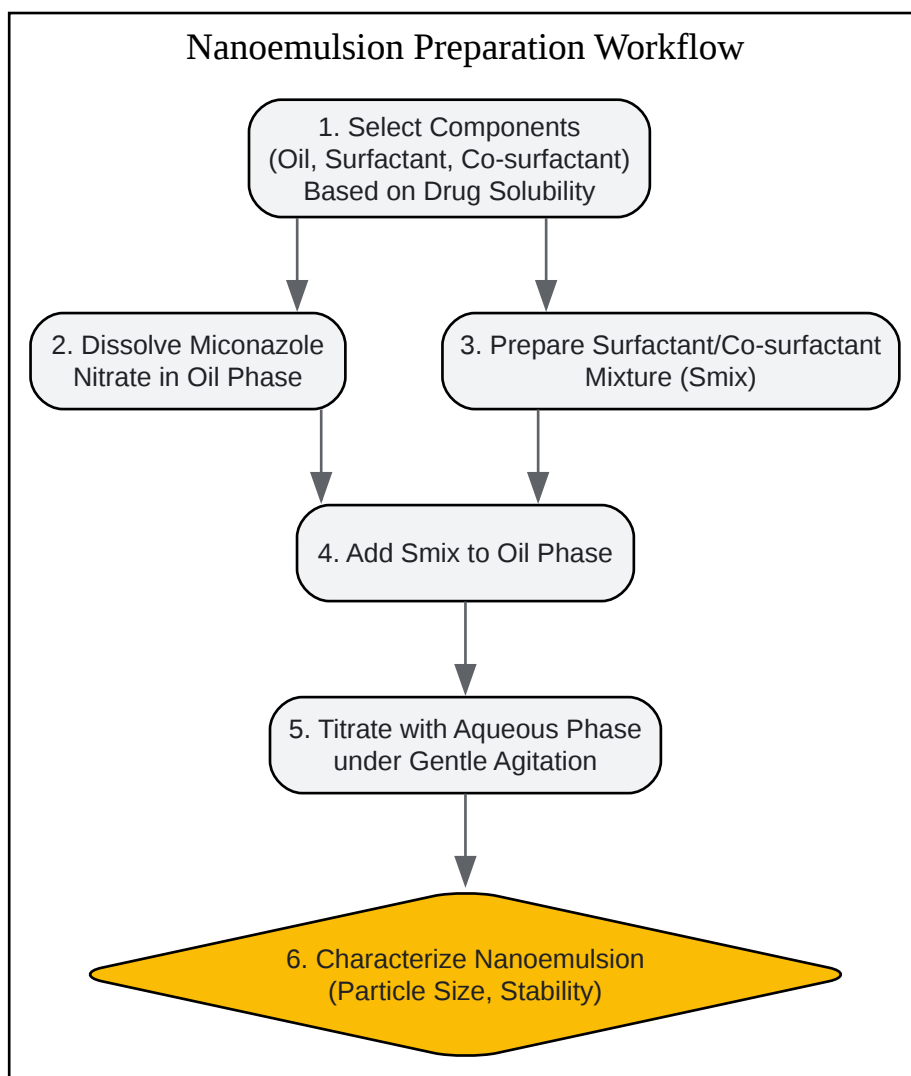 Nanoemulsion Preparation Workflow
1. Select Components
(Oil, Surfactant, Co-surfactant)
Based on Drug Solubility
2. Dissolve Miconazole
Nitrate in Oil Phase
3. Prepare Surfactant/Co-surfactant
Mixture (Smix)
4. Add Smix to Oil Phase
5. Titrate with Aqueous Phase
under Gentle Agitation
6. Characterize Nanoemulsion
(Particle Size, Stability)